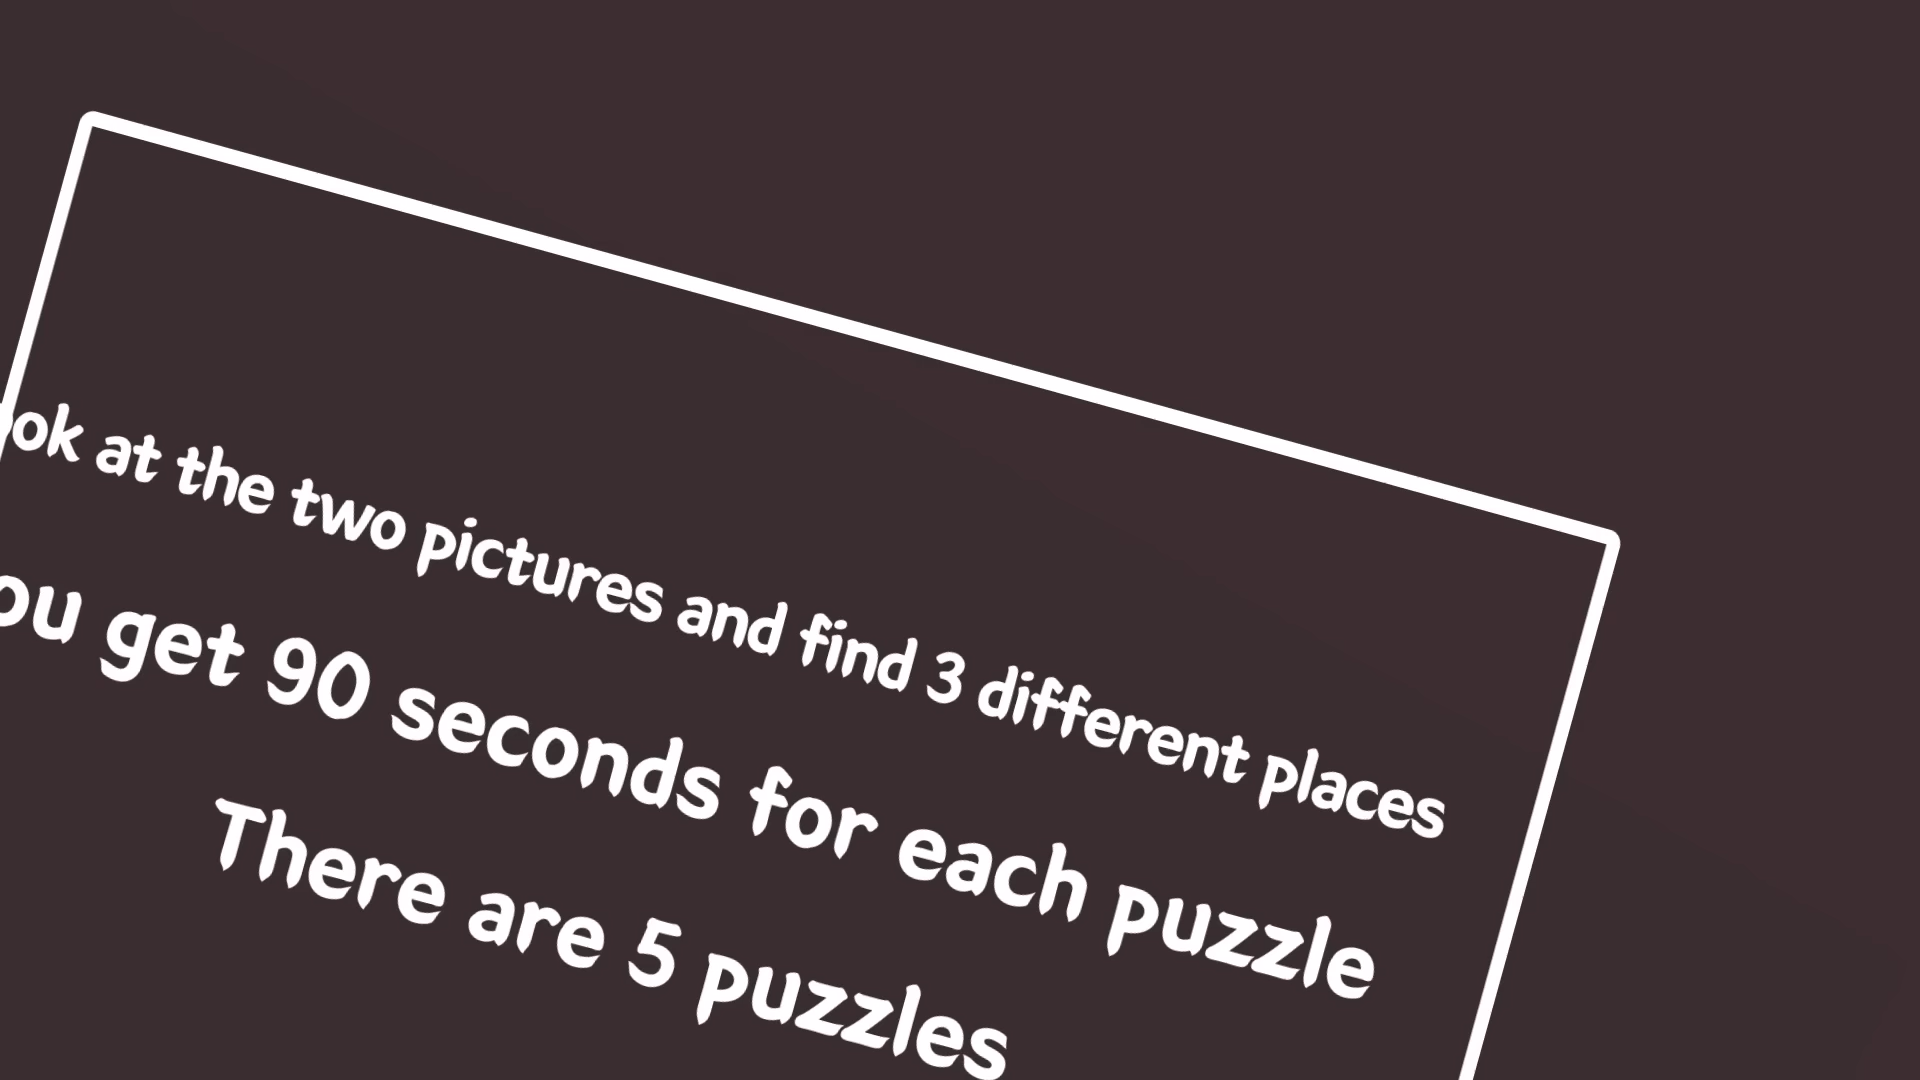 ok at the two pictures and find 3 different places
ou get 90 seconds for each puzzle
There are 5 puzzles